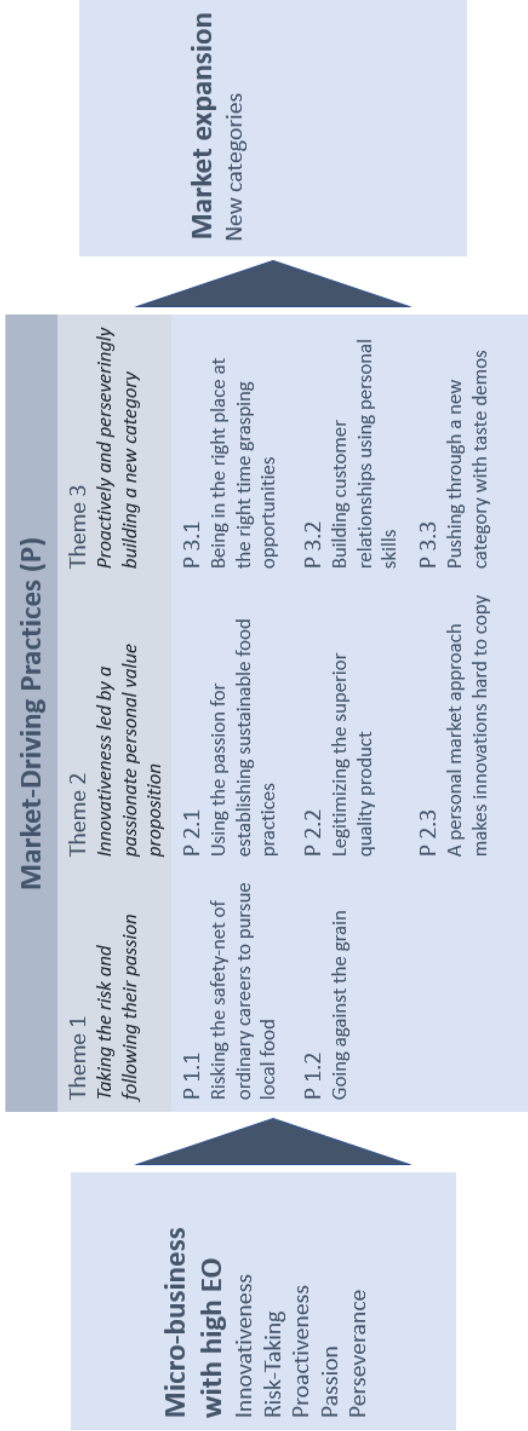 Micro-business
with high EO
Innovativeness
Risk-Taking
Proactiveness
Passion
Perseverance
Market-Driving Practices (P)
Theme 1
Taking the risk and
following their passion
P 1.1
Risking the safety-net of
ordinary careers to pursue
local food
P 1.2
Going against the grain
Theme 2
Innovativeness led by a
passionate personal value
proposition
P 2.1
Using the passion for
establishing sustainable food
practices
P 2.2
Legitimizing the superior
quality product
P 2.3
A personal market approach
makes innovations hard to copy
Theme 3
Proactively and perseveringly
building a new category
P 3.1
Being in the right place at
the right time grasping
opportunities
P 3.2
Building customer
relationships using personal
skills
P 3.3
Pushing through a new
category with taste demos
Market expansion
New categories